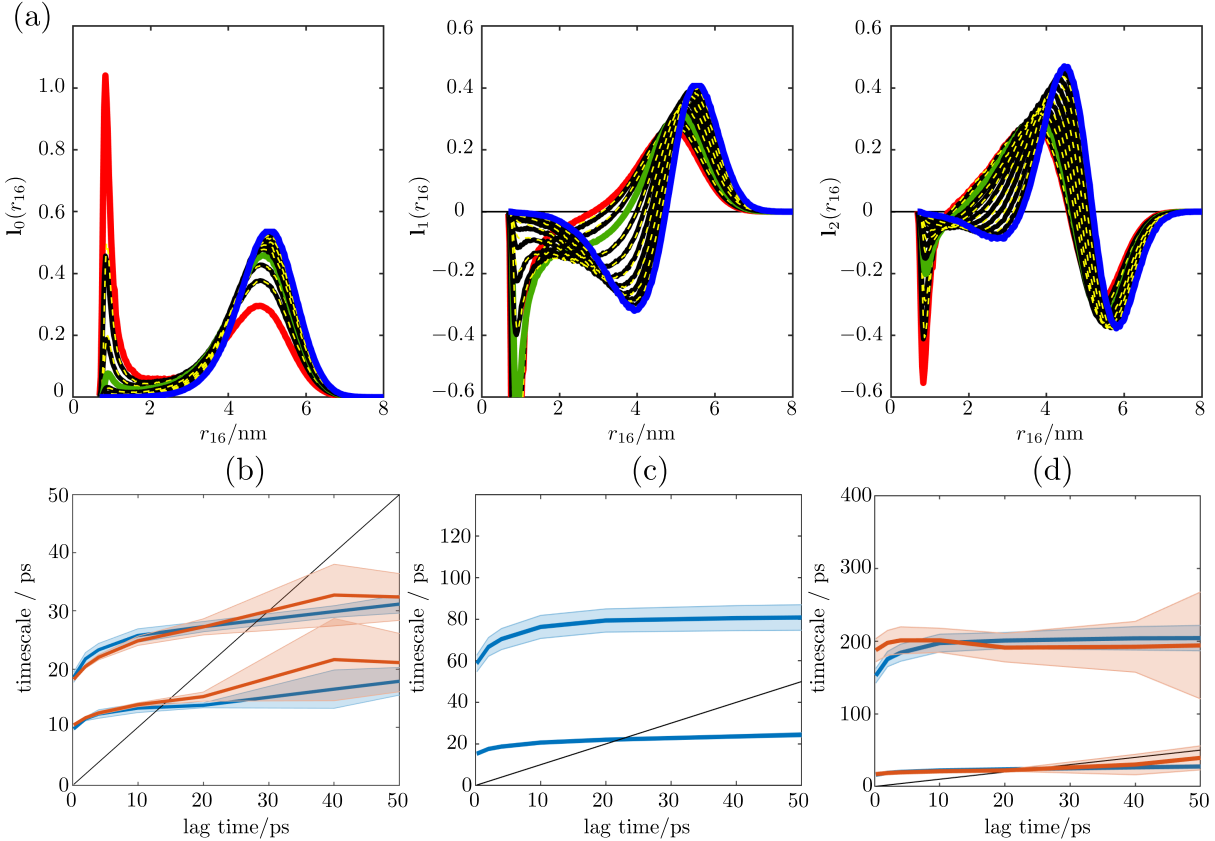 (a)
l₀(r₁₆)
1.0
0.8
0.6
0.4
0.2
0
0 2 4 6 8
r₁₆/nm
l₁(r₁₆)
0.6
0.4
0.2
0
−0.2
−0.4
−0.6
0 2 4 6 8
r₁₆/nm
l₂(r₁₆)
0.6
0.4
0.2
0
−0.2
−0.4
−0.6
0 2 4 6 8
r₁₆/nm
(b)
timescale / ps
50
40
30
20
10
0
0 10 20 30 40 50
lag time/ps
(c)
timescale / ps
120
100
80
60
40
20
0
0 10 20 30 40 50
lag time/ps
(d)
timescale / ps
400
300
200
100
0
0 10 20 30 40 50
lag time/ps